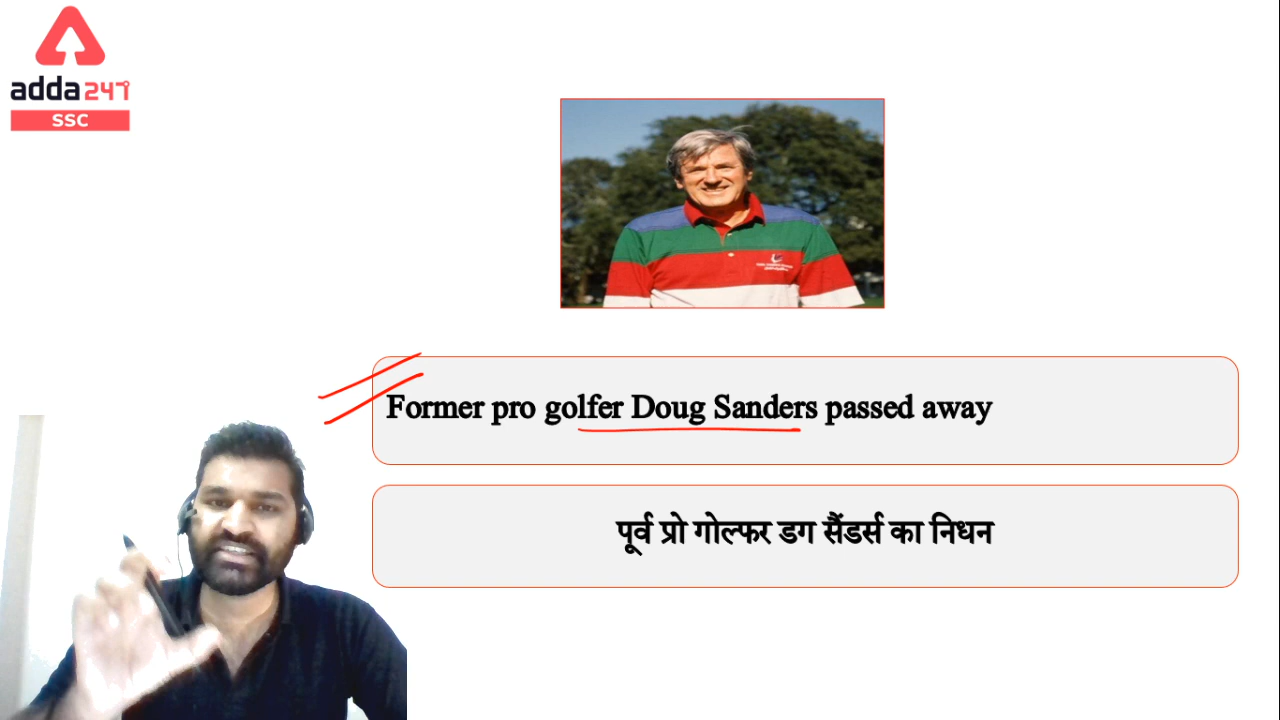 adda247
SSC
Former pro golfer Doug Sanders passed away
पूर्व प्रो गोल्फर डग सैंडर्स का निधन